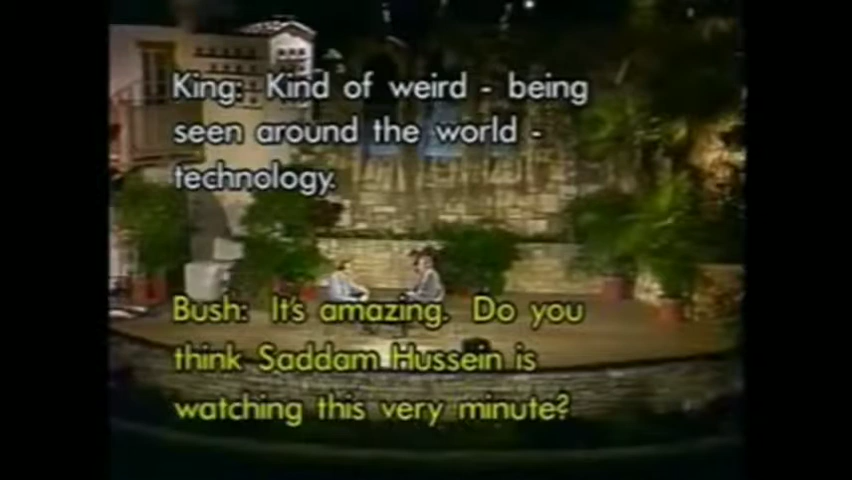 King: Kind of weird - being
seen around the world -
technology.
Bush: It's amazing. Do you
think Saddam Hussein is
watching this very minute?